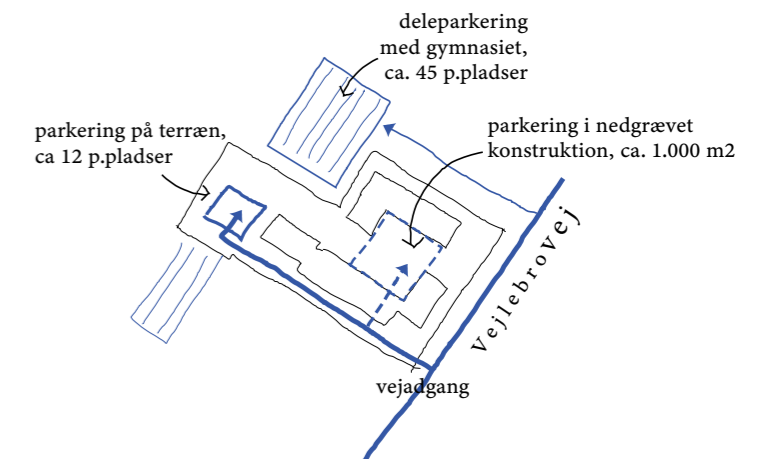 deleparkering
med gymnasiet,
ca. 45 p.pladser
parkering på terræn,
ca 12 p.pladser
parkering i nedgrævet
konstruktion, ca. 1.000 m2
Vejlebrovej
vejadgang